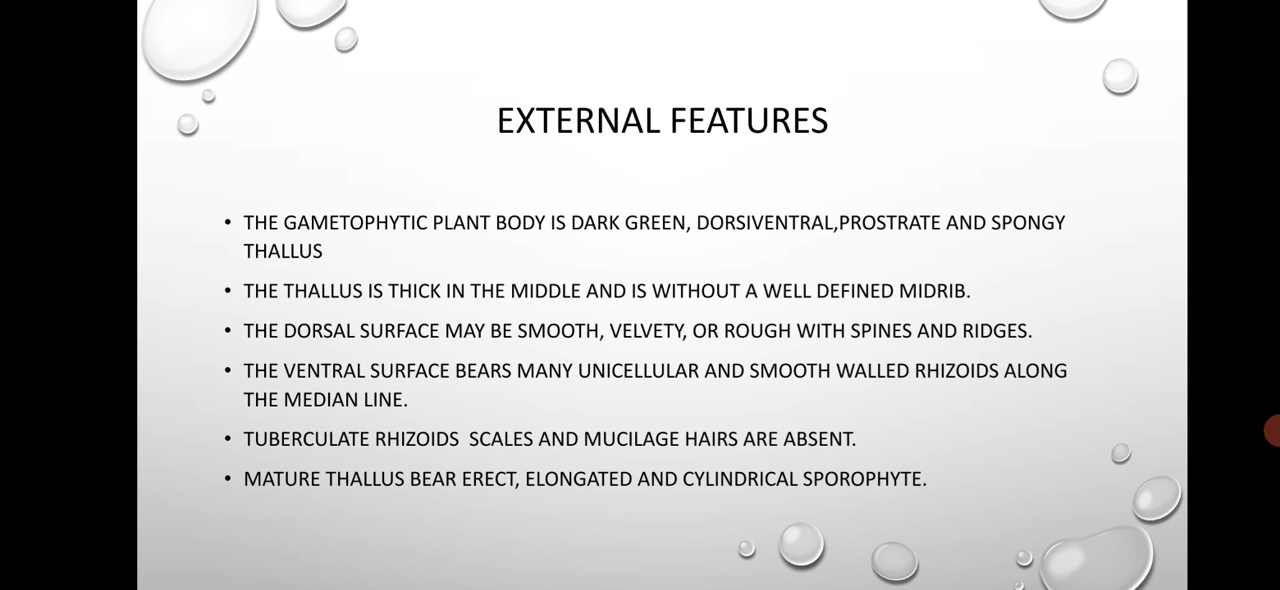 EXTERNAL FEATURES
• THE GAMETOPHYTIC PLANT BODY IS DARK GREEN, DORSIVENTRAL,PROSTRATE AND SPONGY
THALLUS
• THE THALLUS IS THICK IN THE MIDDLE AND IS WITHOUT A WELL DEFINED MIDRIB.
• THE DORSAL SURFACE MAY BE SMOOTH, VELVETY, OR ROUGH WITH SPINES AND RIDGES.
• THE VENTRAL SURFACE BEARS MANY UNICELLULAR AND SMOOTH WALLED RHIZOIDS ALONG
THE MEDIAN LINE.
• TUBERCULATE RHIZOIDS  SCALES AND MUCILAGE HAIRS ARE ABSENT.
• MATURE THALLUS BEAR ERECT, ELONGATED AND CYLINDRICAL SPOROPHYTE.